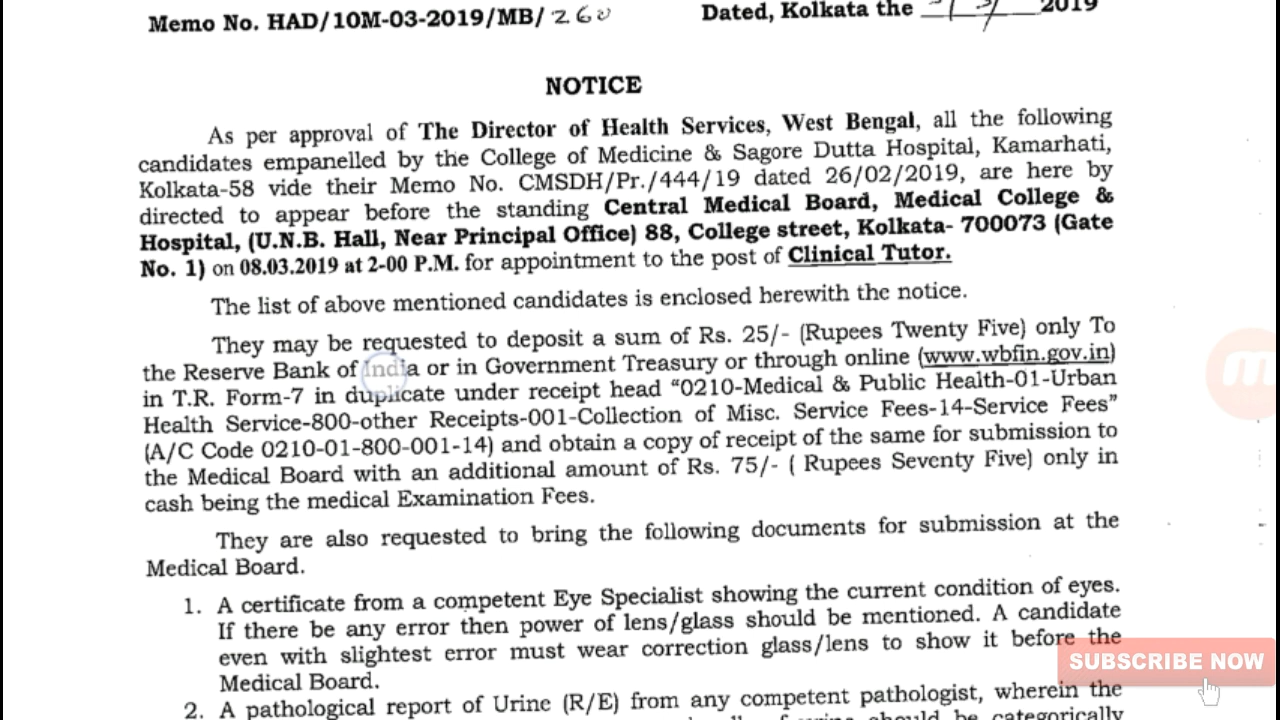 Memo No. HAD/10M-03-2019/MB/260
Dated, Kolkata the 2019
NOTICE
As per approval of The Director of Health Services, West Bengal, all the following
candidates empanelled by the College of Medicine & Sagore Dutta Hospital, Kamarhati,
Kolkata-58 vide their Memo No. CMSDH/Pr./444/19 dated 26/02/2019, are here by
directed to appear before the standing Central Medical Board, Medical College &
Hospital, (U.N.B. Hall, Near Principal Office) 88, College street, Kolkata- 700073 (Gate
No. 1) on 08.03.2019 at 2-00 P.M. for appointment to the post of Clinical Tutor.
The list of above mentioned candidates is enclosed herewith the notice.
They may be requested to deposit a sum of Rs. 25/- (Rupees Twenty Five) only To
the Reserve Bank of India or in Government Treasury or through online (www.wbfin.gov.in)
in T.R. Form-7 in duplicate under receipt head “0210-Medical & Public Health-01-Urban
Health Service-800-other Receipts-001-Collection of Misc. Service Fees-14-Service Fees”
(A/C Code 0210-01-800-001-14) and obtain a copy of receipt of the same for submission to
the Medical Board with an additional amount of Rs. 75/- ( Rupees Seventy Five) only in
cash being the medical Examination Fees.
They are also requested to bring the following documents for submission at the
Medical Board.
1. A certificate from a competent Eye Specialist showing the current condition of eyes.
If there be any error then power of lens/glass should be mentioned. A candidate
even with slightest error must wear correction glass/lens to show it before the
Medical Board.
SUBSCRIBE NOW
2. A pathological report of Urine (R/E) from any competent pathologist, wherein the
of urine should be categorically